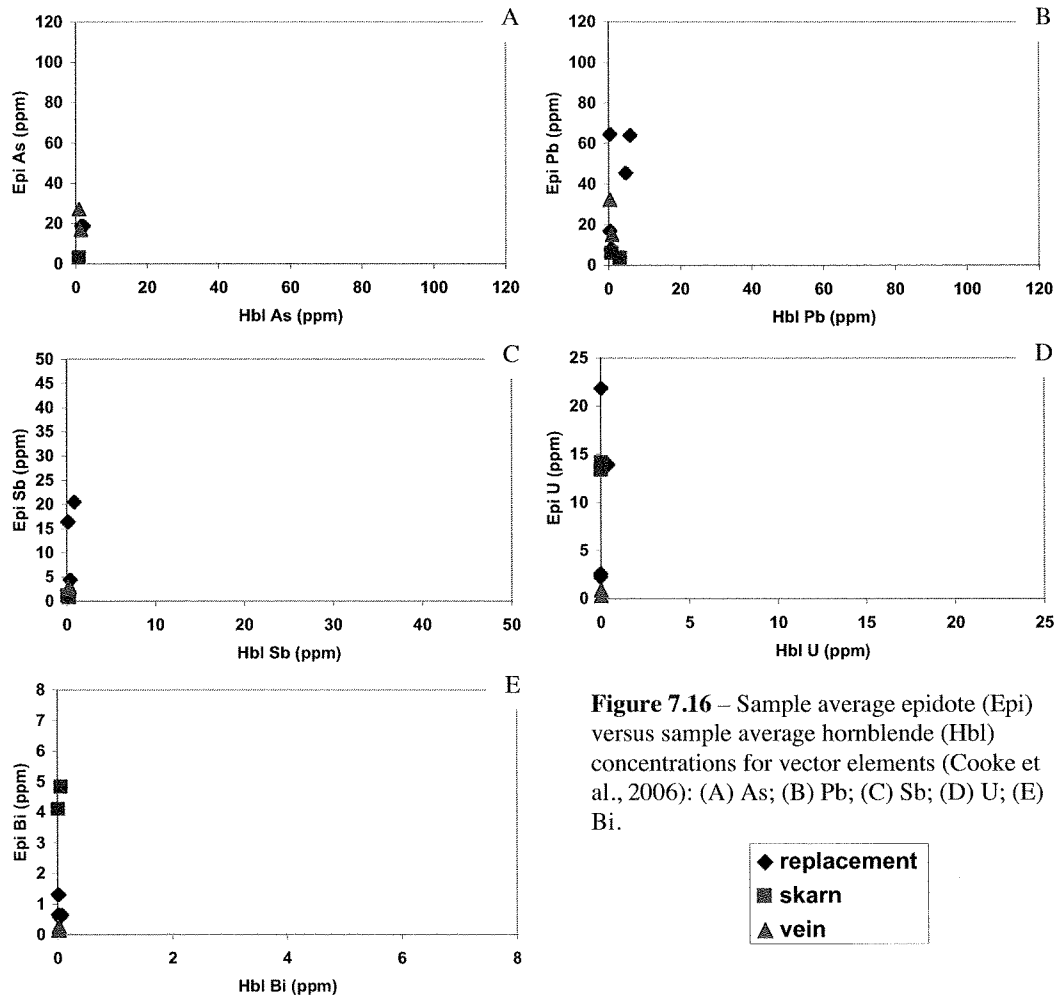 A
120
100
80
60
40
20
0
Epi As (ppm)
0 20 40 60 80 100 120
Hbl As (ppm)
B
120
100
80
60
40
20
0
Epi Pb (ppm)
0 20 40 60 80 100 120
Hbl Pb (ppm)
C
50
45
40
35
30
25
20
15
10
5
0
Epi Sb (ppm)
0 10 20 30 40 50
Hbl Sb (ppm)
D
25
20
15
10
5
0
Epi U (ppm)
0 5 10 15 20 25
Hbl U (ppm)
E
8
7
6
5
4
3
2
1
0
Epi Bi (ppm)
0 2 4 6 8
Hbl Bi (ppm)
Figure 7.16 – Sample average epidote (Epi)
versus sample average hornblende (Hbl)
concentrations for vector elements (Cooke et
al., 2006): (A) As; (B) Pb; (C) Sb; (D) U; (E)
Bi.
replacement
skarn
vein